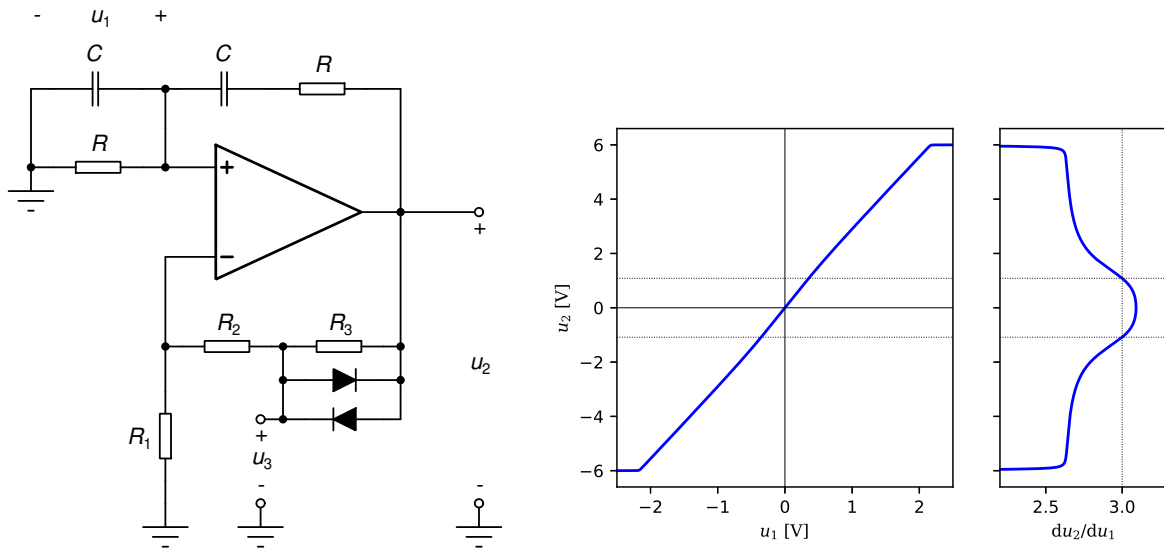 - u₁ +
C C
R
R
+
-
+
R₂ R₃
u₂
+
R₁
u₃
-
-
6
4
2
0
−2
−4
−6
u₂ [V]
−2 −1 0 1 2
u₁ [V]
2.5 3.0
du₂/du₁